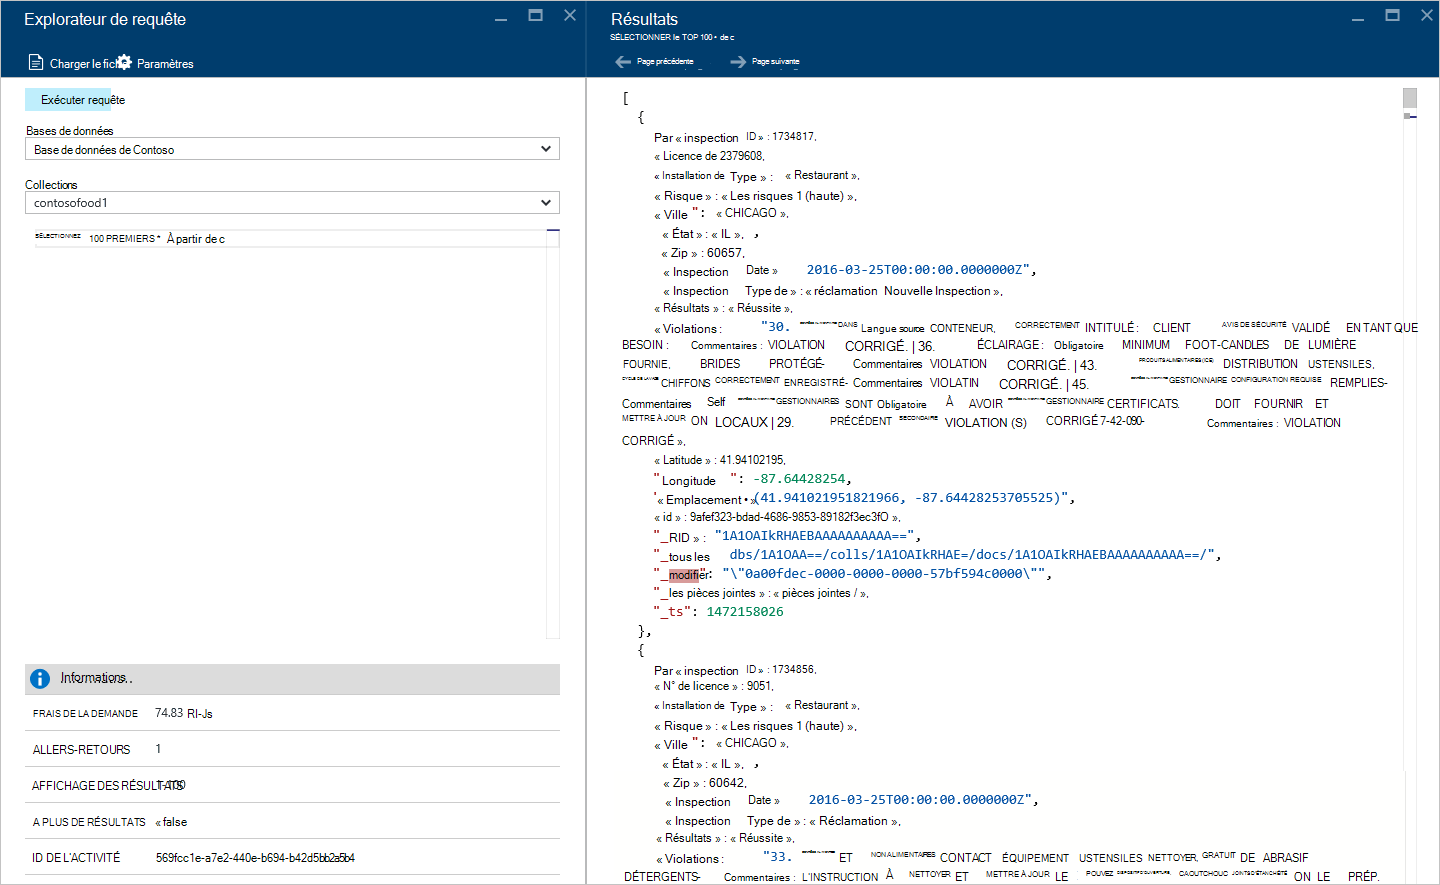 Explorateur de requête
Charger le fich
Paramètres
Exécuter requête
Bases de données
Base de données de Contoso
Collections
contosofood1
SÉLECTIONNEZ 100 PREMIERS * À partir de c
Informations
FRAIS DE LA DEMANDE 74.83 RI-Js
ALLERS-RETOURS 1
AFFICHAGE DES RÉSULTATS 1-100
A PLUS DE RÉSULTATS « false
ID DE L'ACTIVITÉ 569fcc1e-a7e2-440e-b694-b42d5bb2a5b4
Résultats
SÉLECTIONNER le TOP 100 * de c
Page précédente
Page suivante
[
{
Par « inspection ID » : 1734817,
« Licence de 2379608,
« Installation de Type » : « Restaurant »,
« Risque » : « Les risques 1 (haute) »,
« Ville ": « CHICAGO »,
« État » : « IL », ,
« Zip » : 60657,
« Inspection Date » 2016-03-25T00:00:00.0000000Z",
« Inspection Type de » : « réclamation Nouvelle Inspection »,
« Résultats » : « Réussite »,
« Violations : "30. DANS Langue source CONTENEUR, CORRECTEMENT INTITULÉ : CLIENT AVIS DE SÉCURITÉ VALIDÉ EN TANT QUE
BESOIN : Commentaires : VIOLATION CORRIGÉ. | 36. ÉCLAIRAGE : Obligatoire MINIMUM FOOT-CANDLES DE LUMIÈRE
FOURNIE, BRIDES PROTÉGÉ- Commentaires VIOLATION CORRIGÉ. | 43. PRODUITS ALIMENTAIRES (ICE) DISTRIBUTION USTENSILES,
CYCLE DE LAVAGE CHIFFONS CORRECTEMENT ENREGISTRÉ- Commentaires VIOLATIN CORRIGÉ. | 45. GESTIONNAIRE CONFIGURATION REQUISE REMPLIES-
Commentaires Self GESTIONNAIRES SONT Obligatoire À AVOIR GESTIONNAIRE CERTIFICATS. DOIT FOURNIR ET
METTRE À JOUR ON LOCAUX | 29. PRÉCÉDENT SECONDAIRE VIOLATION (S) CORRIGÉ 7-42-090- Commentaires : VIOLATION
CORRIGÉ »,
« Latitude » : 41.94102195,
"Longitude ": -87.64428254,
'« Emplacement • »(41.941021951821966, -87.64428253705525)",
« id » : 9afef323-bdad-4686-9853-89182f3ec3fO »,
"_RID » : "1A1OAIkRHAEBAAAAAAAAAA==",
"_tous les dbs/1A1OAA==/colls/1A1OAIkRHAE=/docs/1A1OAIkRHAEBAAAAAAAAAA==/",
"_modifier": "\"0a00fdec-0000-0000-0000-57bf594c0000\"",
"_les pièces jointes » : « pièces jointes / »,
"_ts": 1472158026
},
{
Par « inspection ID » : 1734856,
« N° de licence » : 9051,
« Installation de Type » : « Restaurant »,
« Risque » : « Les risques 1 (haute) »,
« Ville ": « CHICAGO »,
« État » : « IL », ,
« Zip » : 60642,
« Inspection Date » 2016-03-25T00:00:00.0000000Z",
« Inspection Type de » : « Réclamation »,
« Résultats » : « Réussite »,
« Violations : "33. ET NON ALIMENTAIRES CONTACT ÉQUIPEMENT USTENSILES NETTOYER, GRATUIT DE ABRASIF
DÉTERGENTS- Commentaires : L'INSTRUCTION À NETTOYER ET METTRE À JOUR LE POUVEZ DISPOSITIF D'OUVERTURE, CAOUTCHOUC JOINTS D'ÉTANCHÉITÉ ON LE PRÉP.